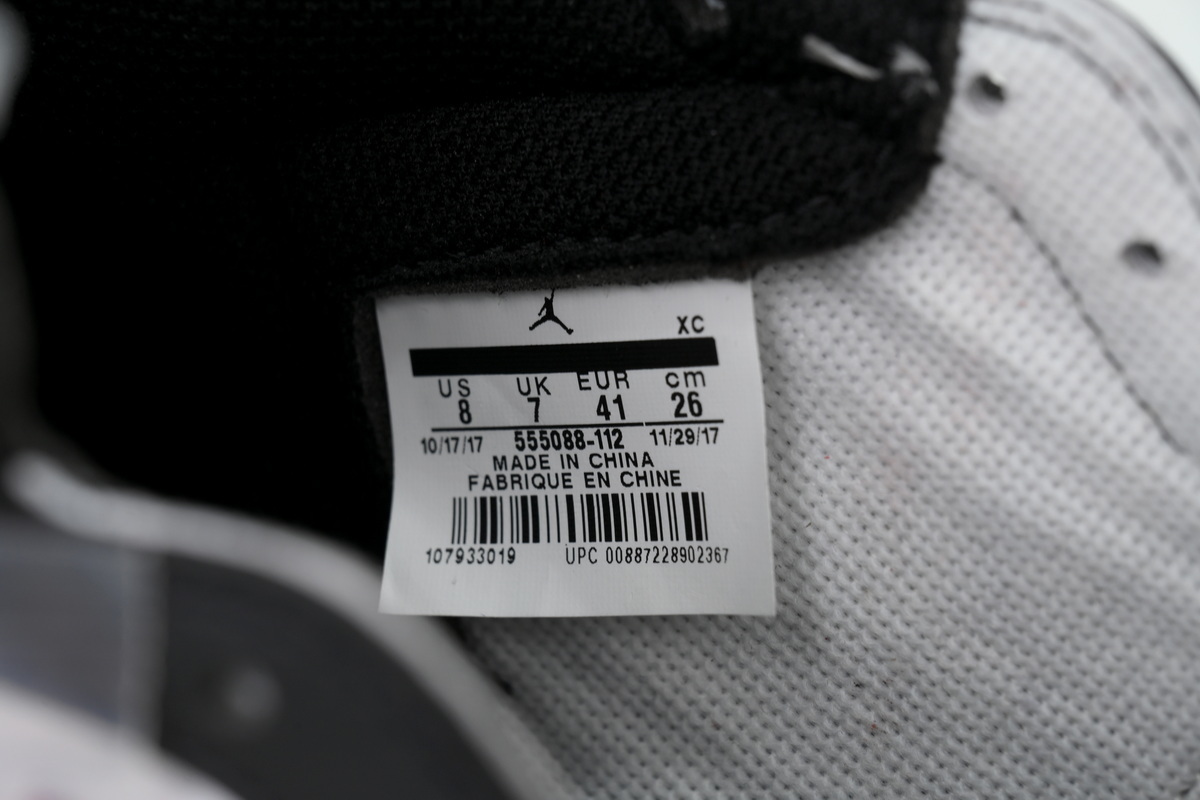 XC
US UK EUR cm
8 7 41 26
10/17/17 555088-112 11/29/17
MADE IN CHINA
FABRIQUE EN CHINE
107933019 UPC 00887228902367